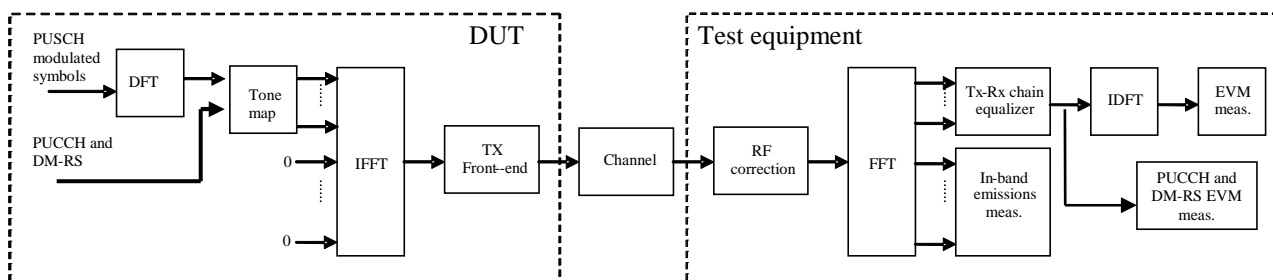 DUT
Test equipment
PUSCH
modulated
symbols
DFT
Tone
map
PUCCH and
DM-RS
0
0
IFFT
TX
Front--end
Channel
RF
correction
FFT
Tx-Rx chain
equalizer
In-band
emissions
meas.
IDFT
EVM
meas.
PUCCH and
DM-RS EVM
meas.